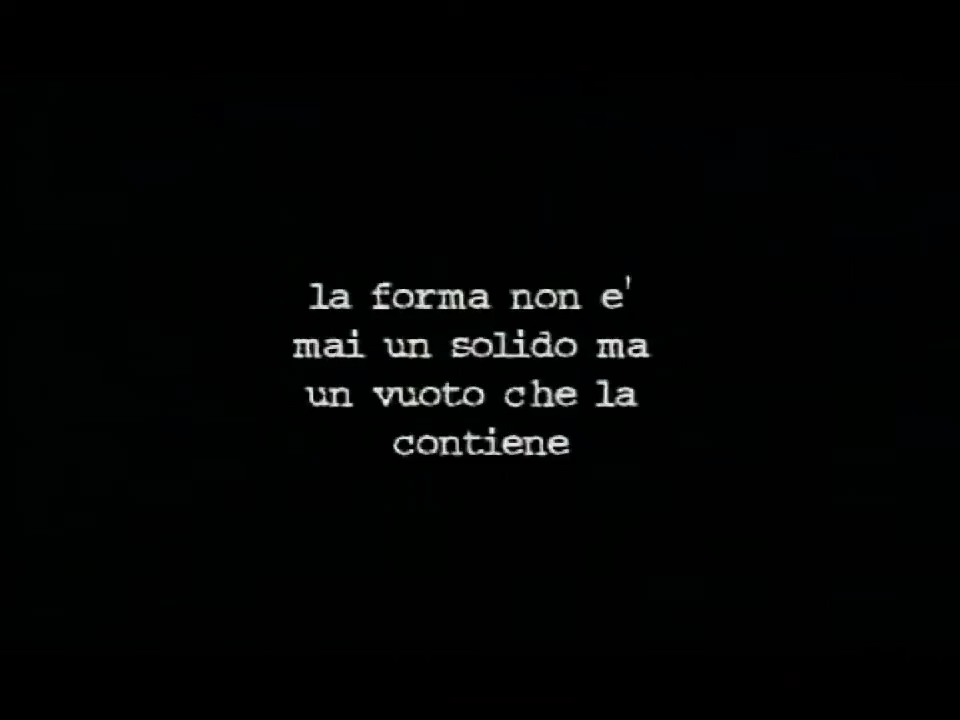 la forma non e'
mai un solido ma
un vuoto che la
contiene